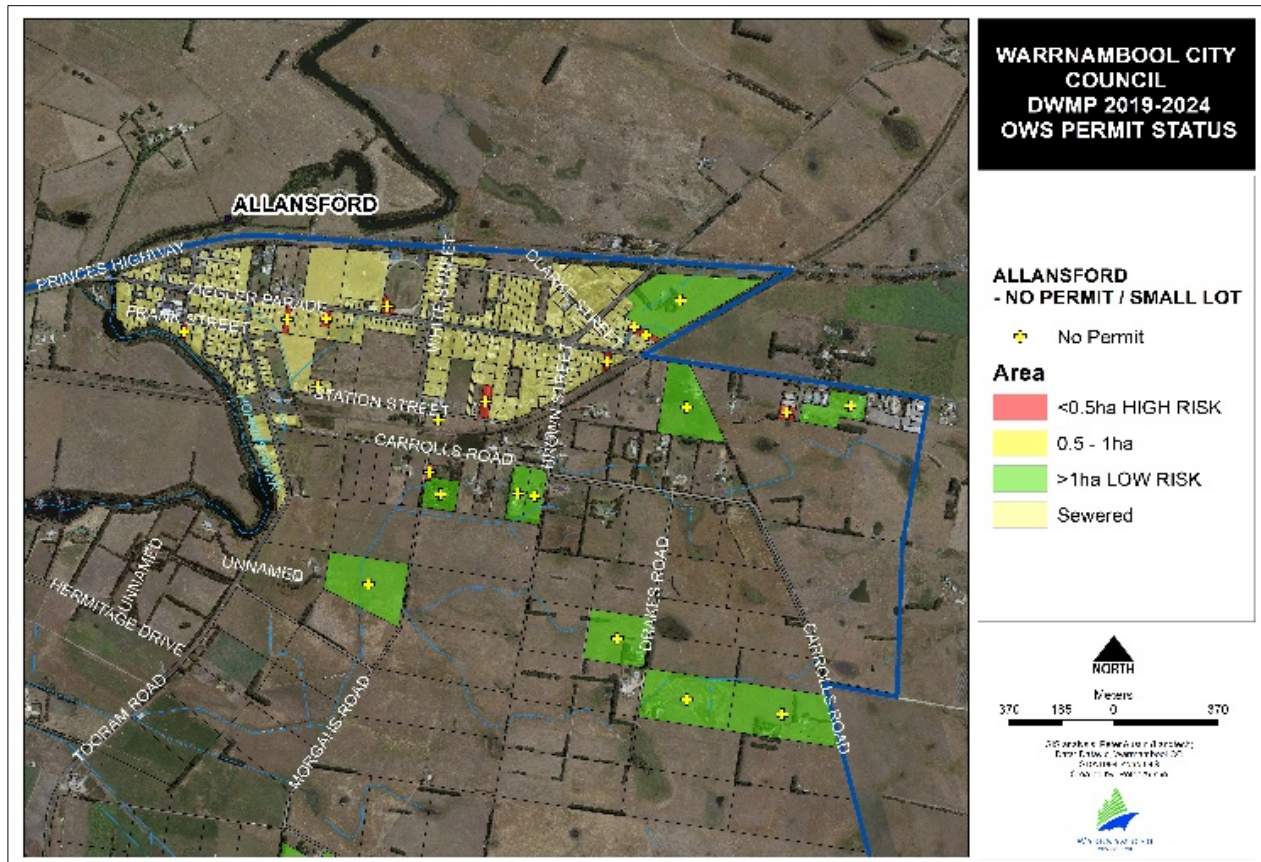 WARRNAMBOOL CITY
COUNCIL
DWMP 2019-2024
OWS PERMIT STATUS
ALLANSFORD
- NO PERMIT / SMALL LOT
No Permit
Area
<0.5ha HIGH RISK
0.5 - 1ha
>1ha LOW RISK
Sewered
NORTH
Meters
370 185 0 370
ALLANSFORD
PRINCES HIGHWAY
ZIEGLER PARADE
FRANK STREET
WHITE STREET
CLARKE STREET
BROWN STREET
STATION STREET
CARROLLS ROAD
UNNAMED
UNNAMED
HERMITAGE DRIVE
TOORAM ROAD
MORGANS ROAD
DRAKES ROAD
CARROLLS ROAD